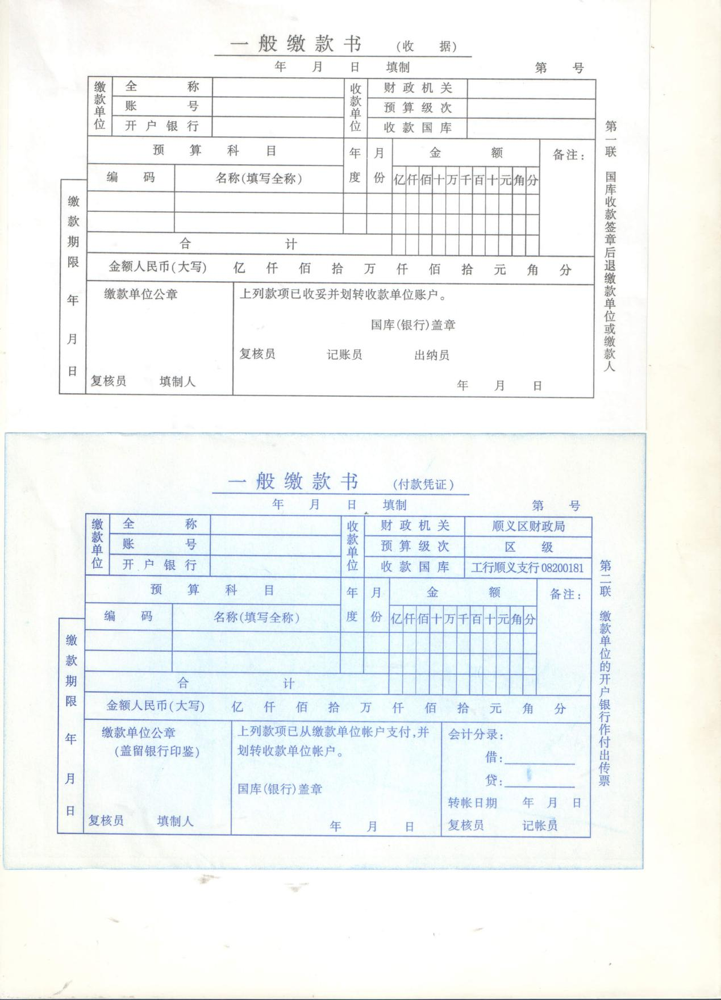 一般缴款书 (收 据)
年 月 日 填制 第 号
缴款单位
全 称
账 号
开户银行
收款单位
财政机关
预算级次
收款国库
预 算 科 目
年度
月份
金 额
备注:
编 码
名称(填写全称)
亿仟佰十万千百十元角分
合 计
金额人民币(大写) 亿 仟 佰 拾 万 仟 佰 拾 元 角 分
缴款期限 年 月 日
缴款单位公章
复核员 填制人
上列款项已收妥并划转收款单位账户。
国库(银行)盖章
复核员 记账员 出纳员
年 月 日
第一联 国库收款签章后退缴款单位或缴款人
一般缴款书 (付款凭证)
年 月 日 填制 第 号
缴款单位
全 称
账 号
开户银行
收款单位
财政机关 顺义区财政局
预算级次 区 级
收款国库 工行顺义支行08200181
预 算 科 目
年度
月份
金 额
备注:
编 码
名称(填写全称)
亿仟佰十万千百十元角分
合 计
金额人民币(大写) 亿 仟 佰 拾 万 仟 佰 拾 元 角 分
缴款期限 年 月 日
缴款单位公章
(盖留银行印鉴)
复核员 填制人
上列款项已从缴款单位帐户支付,并
划转收款单位帐户。
国库(银行)盖章
年 月 日
会计分录:
借:
贷:
转帐日期 年 月 日
复核员 记帐员
第二联 缴款单位的开户银行作付出传票